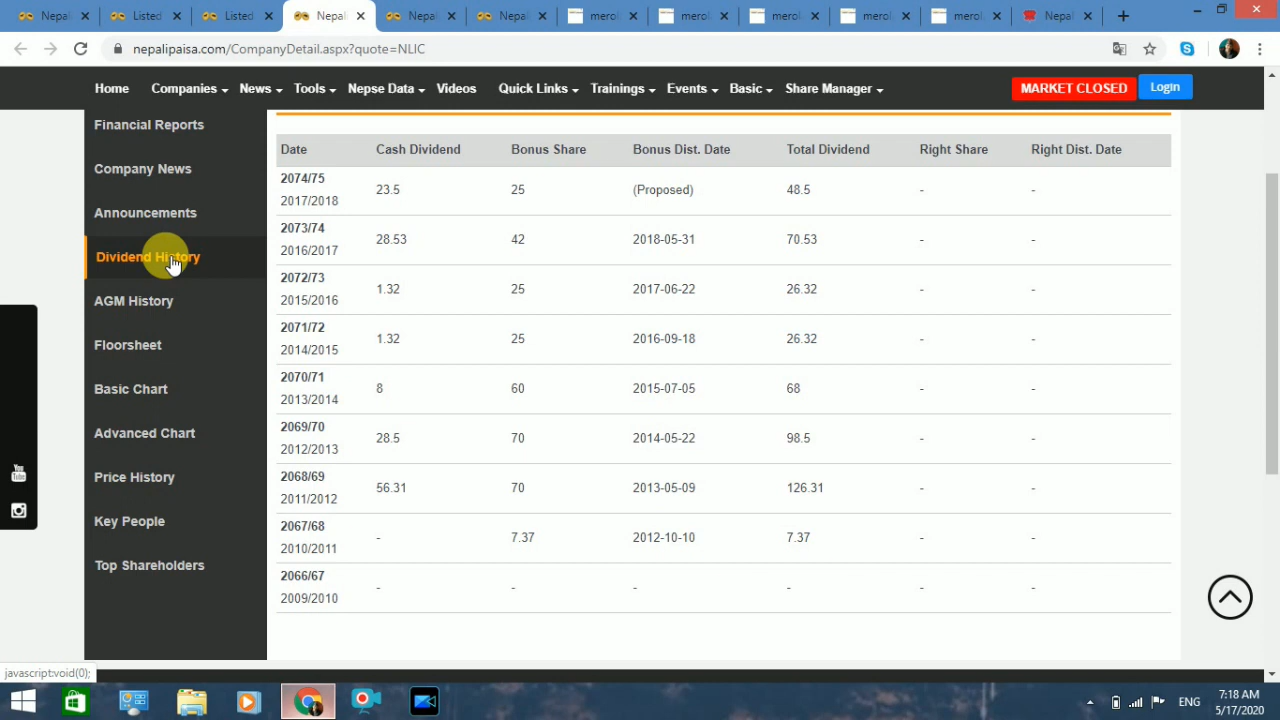 Nepali
Listed
Listed
Nepali
Nepali
Nepali
merol
merol
merol
merol
merol
Nepal
nepalipaisa.com/CompanyDetail.aspx?quote=NLIC
Home Companies News Tools Nepse Data Videos Quick Links Trainings Events Basic Share Manager MARKET CLOSED Login
Financial Reports
Company News
Announcements
Dividend History
AGM History
Floorsheet
Basic Chart
Advanced Chart
Price History
Key People
Top Shareholders
Date Cash Dividend Bonus Share Bonus Dist. Date Total Dividend Right Share Right Dist. Date
2074/75
2017/2018 23.5 25 (Proposed) 48.5 - -
2073/74
2016/2017 28.53 42 2018-05-31 70.53 - -
2072/73
2015/2016 1.32 25 2017-06-22 26.32 - -
2071/72
2014/2015 1.32 25 2016-09-18 26.32 - -
2070/71
2013/2014 8 60 2015-07-05 68 - -
2069/70
2012/2013 28.5 70 2014-05-22 98.5 - -
2068/69
2011/2012 56.31 70 2013-05-09 126.31 - -
2067/68
2010/2011 - 7.37 2012-10-10 7.37 - -
2066/67
2009/2010 - - - - - -
You Tube
javascript:void(0);
ENG
7:18 AM
5/17/2020